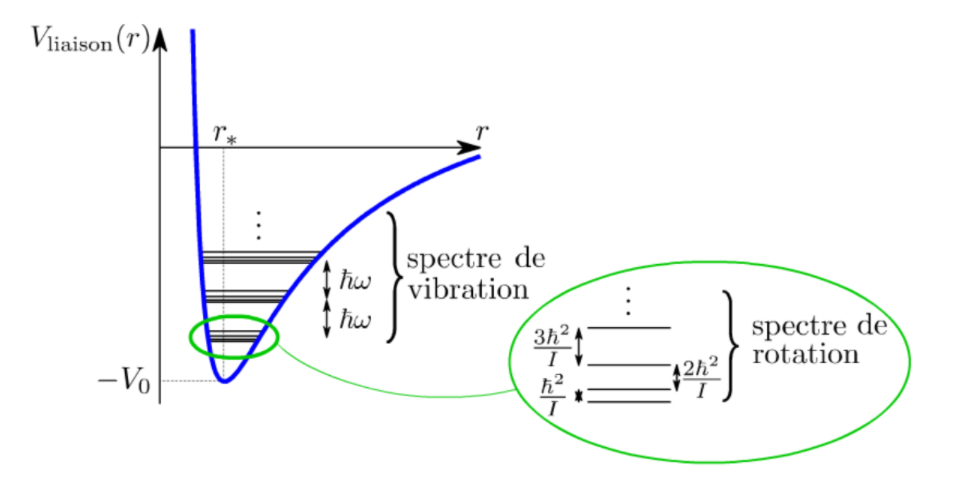 V_liaison(r)
r_*
r
⋮
ħω
ħω
spectre de
vibration
−V_0
⋮
3ħ²/I
2ħ²/I
ħ²/I
spectre de
rotation